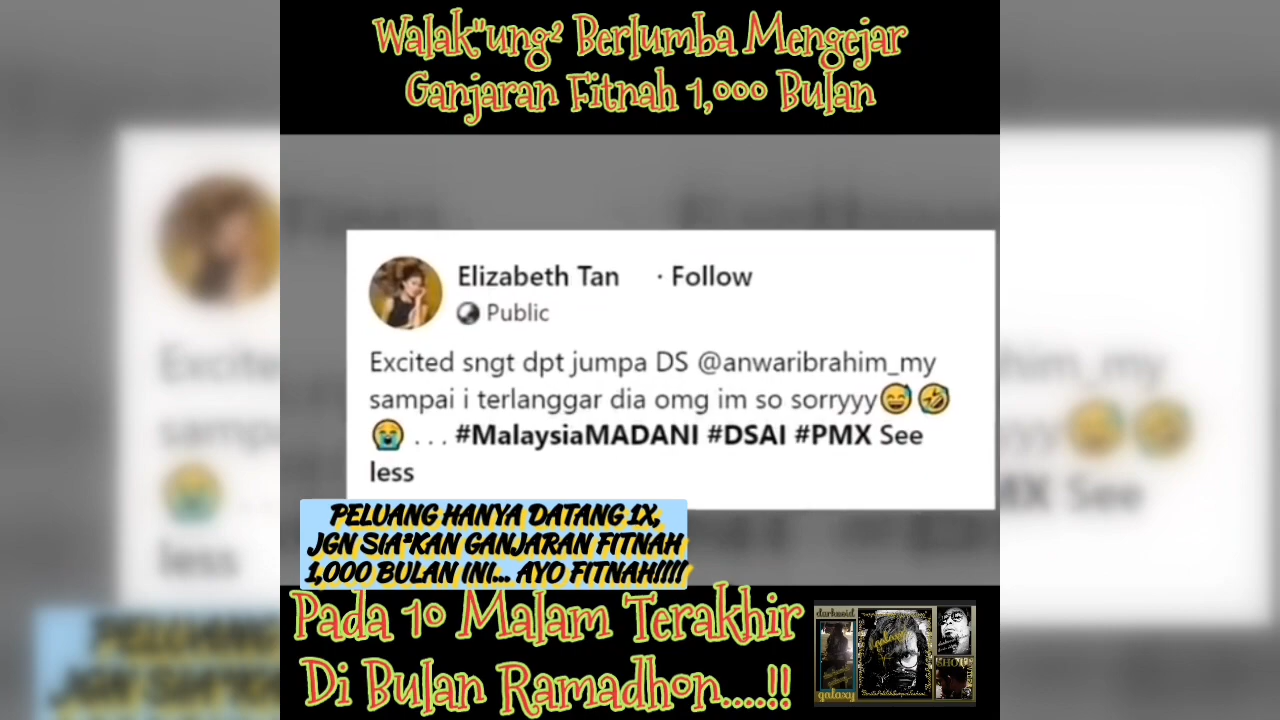 Walak"ung² Berlumba Mengejar
Ganjaran Fitnah 1,000 Bulan
Elizabeth Tan · Follow
Public
Excited sngt dpt jumpa DS @anwaribrahim_my
sampai i terlanggar dia omg im so sorryyy😅🤣
😭 . . . #MalaysiaMADANI #DSAI #PMX See
less
PELUANG HANYA DATANG 1X,
JGN SIA²KAN GANJARAN FITNAH
1,000 BULAN INI... AYO FITNAH!!!!
Pada 10 Malam Terakhir
Di Bulan Ramadhon....!!
darkvoid
galaxy